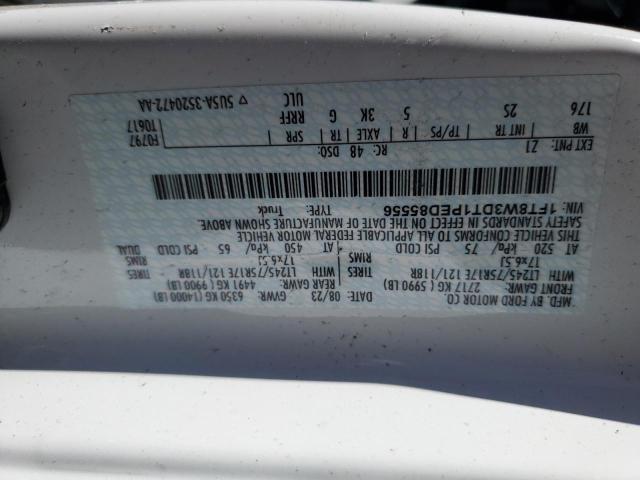 MFD. BY FORD MOTOR CO.
DATE: 08/23 GVWR: 6350 KG (14000 LB)
FRONT GAWR: 2717 KG ( 5990 LB) REAR GAWR: 4491 KG ( 9900 LB)
WITH LT245/75R17E 121/118R TIRES WITH LT245/75R17E 121/118R TIRES
17x6.5J RIMS 17x6.5J RIMS
AT 520 kPa/ 75 PSI COLD AT 450 kPa/ 65 PSI COLD DUAL
THIS VEHICLE CONFORMS TO ALL APPLICABLE FEDERAL MOTOR VEHICLE
SAFETY STANDARDS IN EFFECT ON THE DATE OF MANUFACTURE SHOWN ABOVE.
VIN: 1FT8W3DT1PED85556 TYPE: Truck
F0797
T0617
EXT PNT: Z1 RC: 48 DSO:
WB INT TR TP/PS R AXLE TR SPR
176 2S 5 3K G RRFF
ULC ▽ 5U5A-3520472-AA